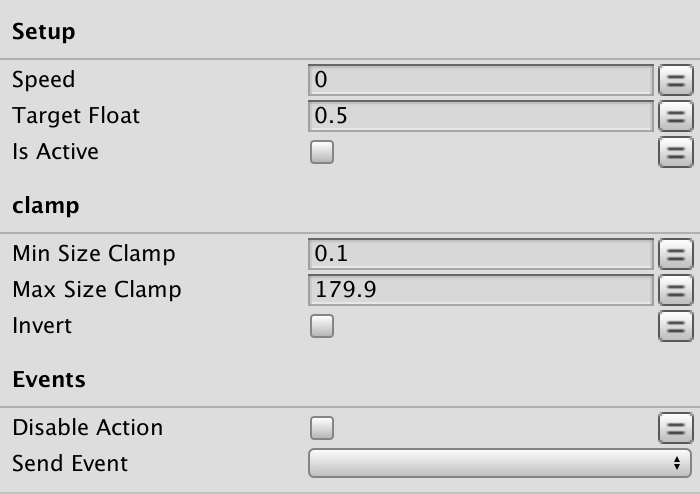 Setup
Speed 0
Target Float 0.5
Is Active
clamp
Min Size Clamp 0.1
Max Size Clamp 179.9
Invert
Events
Disable Action
Send Event